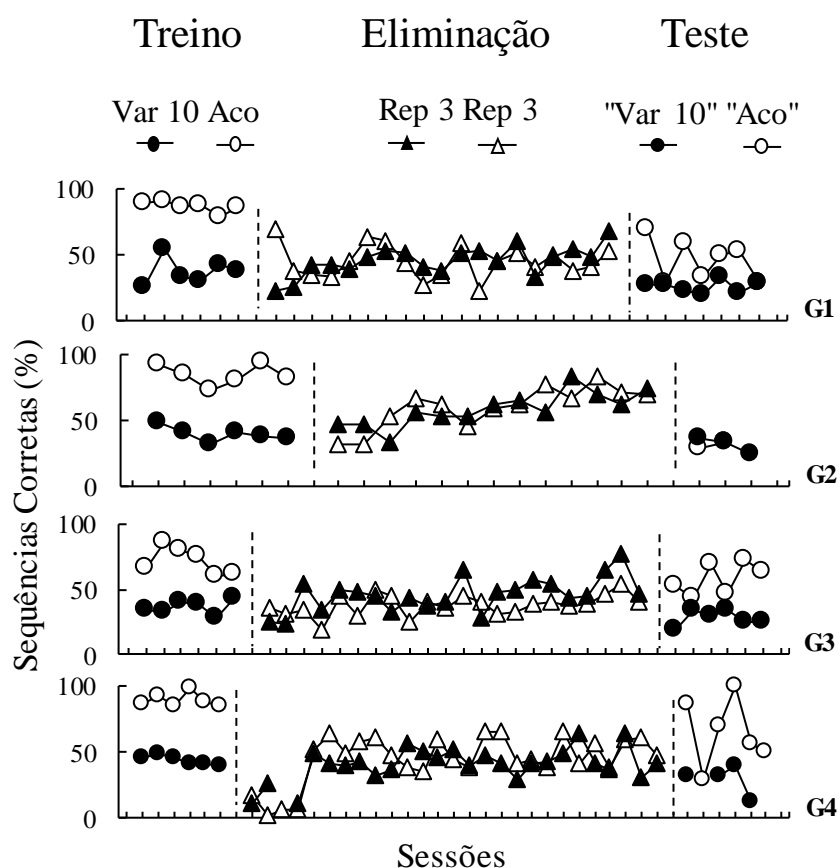 Treino Eliminação Teste
Var 10 Aco Rep 3 Rep 3 "Var 10" "Aco"
Sequências Corretas (%)
100
50
0
G1
100
50
0
G2
100
50
0
G3
100
50
0
G4
Sessões